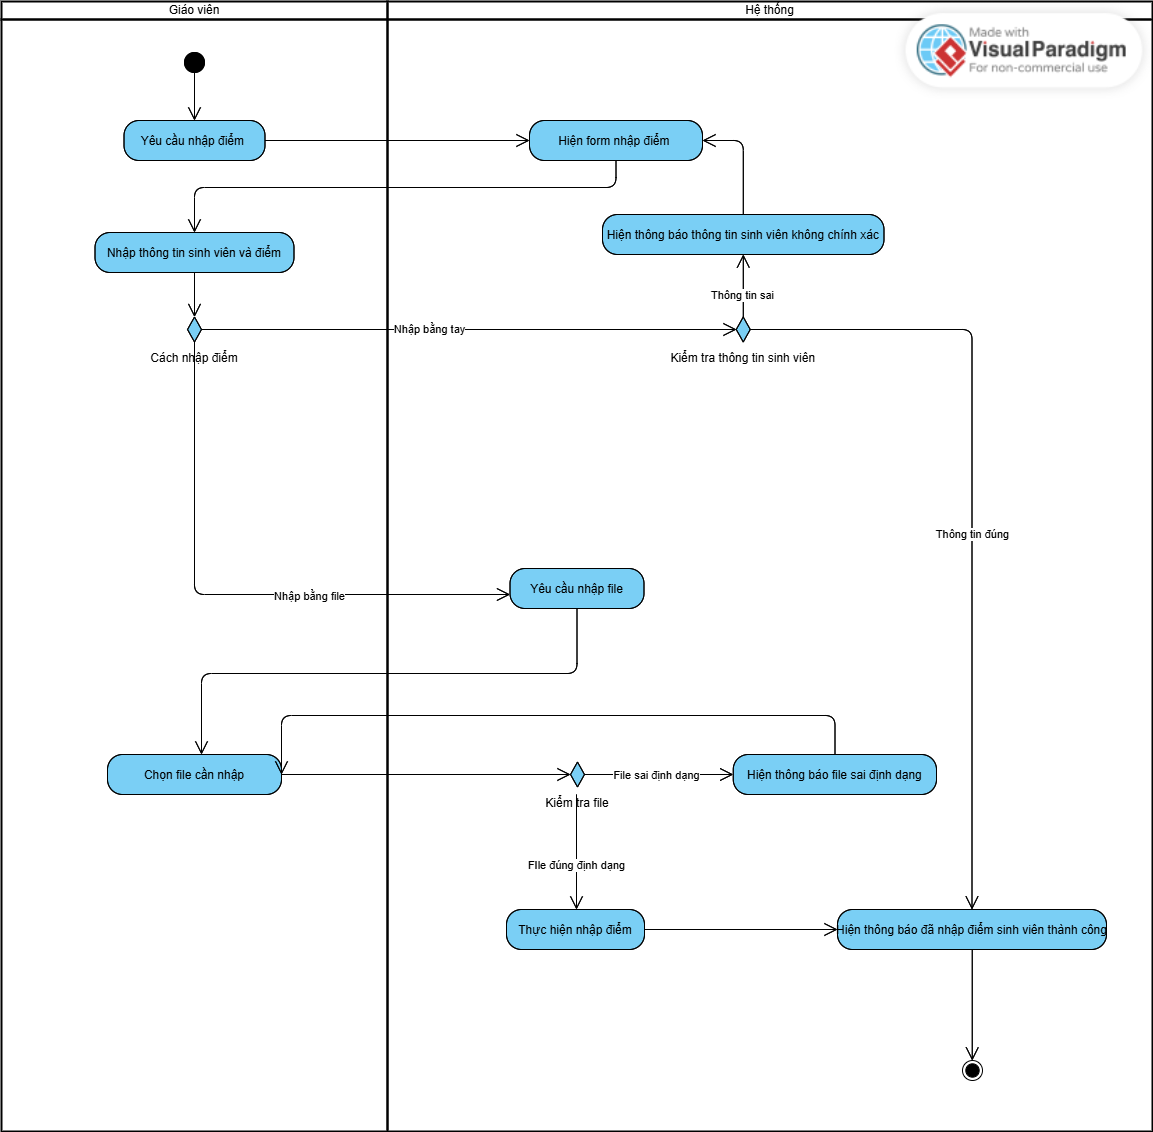 Giáo viên
Hệ thống
Made with
VisualParadigm
For non-commercial use
Yêu cầu nhập điểm
Hiện form nhập điểm
Nhập thông tin sinh viên và điểm
Hiện thông báo thông tin sinh viên không chính xác
Thông tin sai
Nhập bằng tay
Cách nhập điểm
Kiểm tra thông tin sinh viên
Thông tin đúng
Yêu cầu nhập file
Nhập bằng file
Chọn file cần nhập
File sai định dạng
Hiện thông báo file sai định dạng
Kiểm tra file
FIle đúng định dạng
Thực hiện nhập điểm
Hiện thông báo đã nhập điểm sinh viên thành công